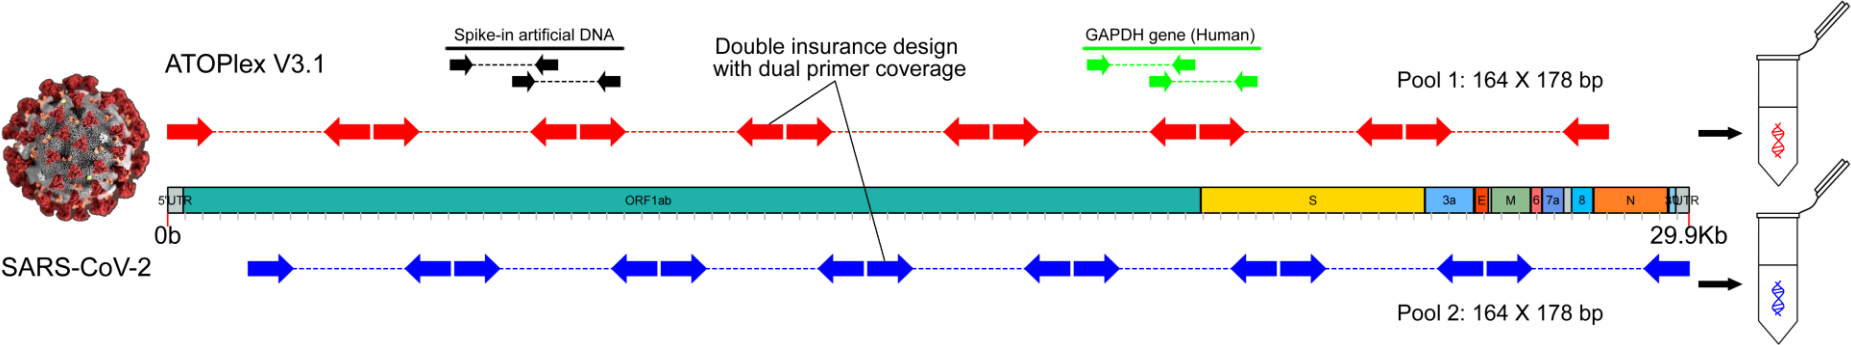 Spike-in artificial DNA
GAPDH gene (Human)
Double insurance design
with dual primer coverage
ATOPlex V3.1
Pool 1: 164 X 178 bp
5'UTR
ORF1ab
S
3a
E
M
6
7a
8
N
3'UTR
0b
29.9Kb
SARS-CoV-2
Pool 2: 164 X 178 bp